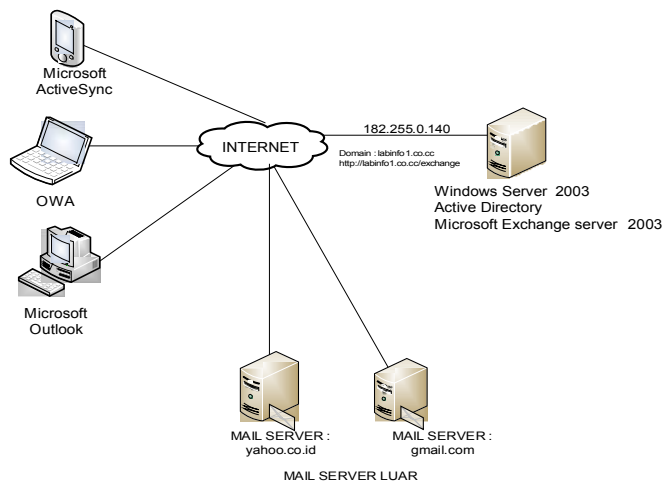 Microsoft
ActiveSync
OWA
Microsoft
Outlook
INTERNET
182.255.0.140
Domain : labinfo1.co.cc
http://labinfo1.co.cc/exchange
Windows Server 2003
Active Directory
Microsoft Exchange server 2003
MAIL SERVER :
yahoo.co.id
MAIL SERVER :
gmail.com
MAIL SERVER LUAR